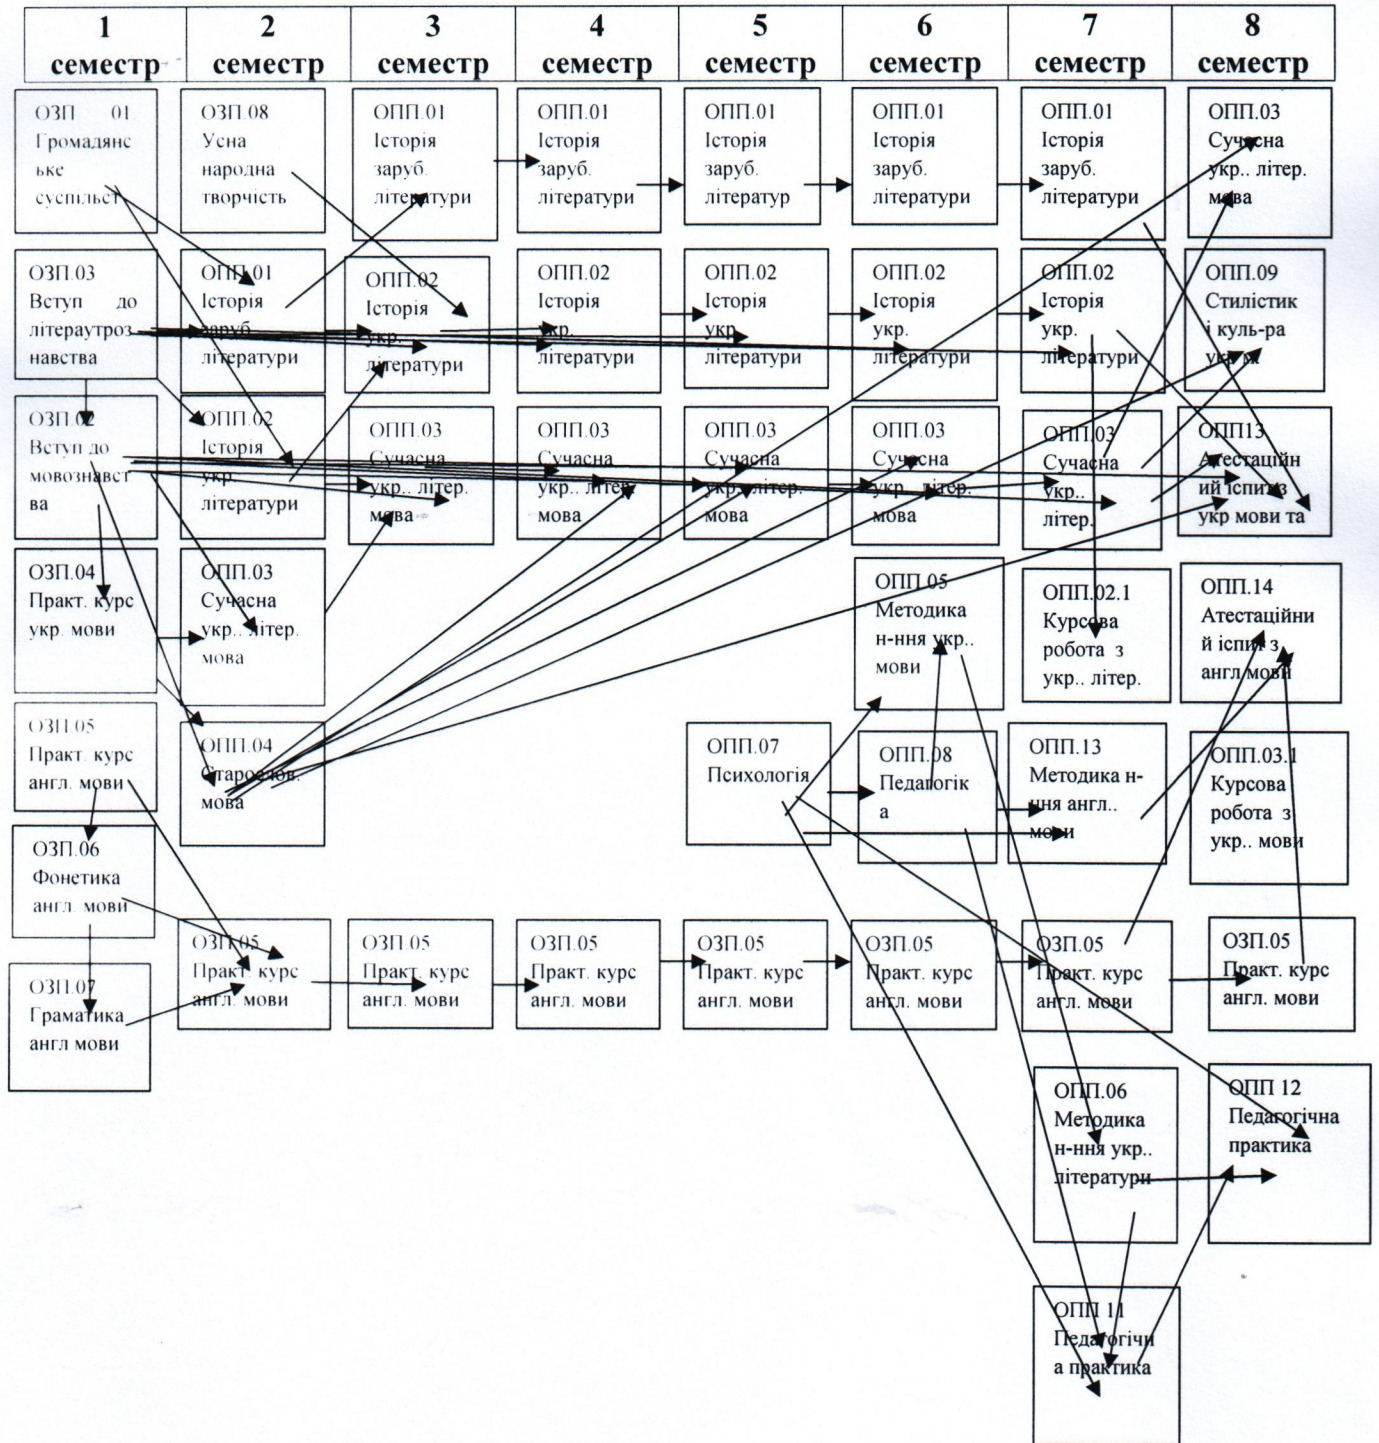 1 семестр
2 семестр
3 семестр
4 семестр
5 семестр
6 семестр
7 семестр
8 семестр
ОЗП 01
Громадянс
ьке
суспільст
ОЗП.08
Усна
народна
творчість
ОПП.01
Історія
заруб.
літератури
ОПП.01
Історія
заруб.
літератури
ОПП.01
Історія
заруб.
літератур
ОПП.01
Історія
заруб.
літератури
ОПП.01
Історія
заруб.
літератури
ОПП.03
Сучасна
укр.. літер.
мова
ОЗП.03
Вступ до
літераутроз
навства
ОПП.01
Історія
заруб.
літератури
ОПП.02
Історія
укр.
літератури
ОПП.02
Історія
укр.
літератури
ОПП.02
Історія
укр.
літератури
ОПП.02
Історія
укр.
літератури
ОПП.02
Історія
укр.
літератури
ОПП.09
Стилістик
і куль-ра
ОЗП.02
Вступ до
мовознавст
ва
ОПП.02
Історія
укр.
літератури
ОПП.03
Сучасна
укр.. літер.
мова
ОПП.03
Сучасна
укр.. літер.
мова
ОПП.03
Сучасна
укр.. літер.
мова
ОПП.03
Сучасна
укр.. літер.
мова
ОПП.03
Сучасна
укр..
літер.
ОПП13
Атестаційн
ий іспит з
укр мови та
ОЗП.04
Практ. курс
укр. мови
ОПП.03
Сучасна
укр.. літер.
мова
ОПП.05
Методика
н-ння укр..
мови
ОПП.02.1
Курсова
робота з
укр.. літер.
ОПП.14
Атестаційни
й іспит з
англ мови
ОЗП.05
Практ. курс
англ. мови
ОПП.04
Старослов.
мова
ОПП.07
Психологія
ОПП.08
Педагогік
а
ОПП.13
Методика н-
ння англ..
мови
ОПП.03.1
Курсова
робота з
укр.. мови
ОЗП.06
Фонетика
англ. мови
ОЗП.05
Практ. курс
англ. мови
ОЗП.05
Практ. курс
англ. мови
ОЗП.05
Практ. курс
англ. мови
ОЗП.05
Практ. курс
англ. мови
ОЗП.05
Практ. курс
англ. мови
ОЗП.05
Практ. курс
англ. мови
ОЗП.05
Практ. курс
англ. мови
ОЗП.07
Граматика
англ мови
ОПП.06
Методика
н-ння укр..
літератури
ОПП 12
Педагогічна
практика
ОПП 11
Педагогічн
а практика